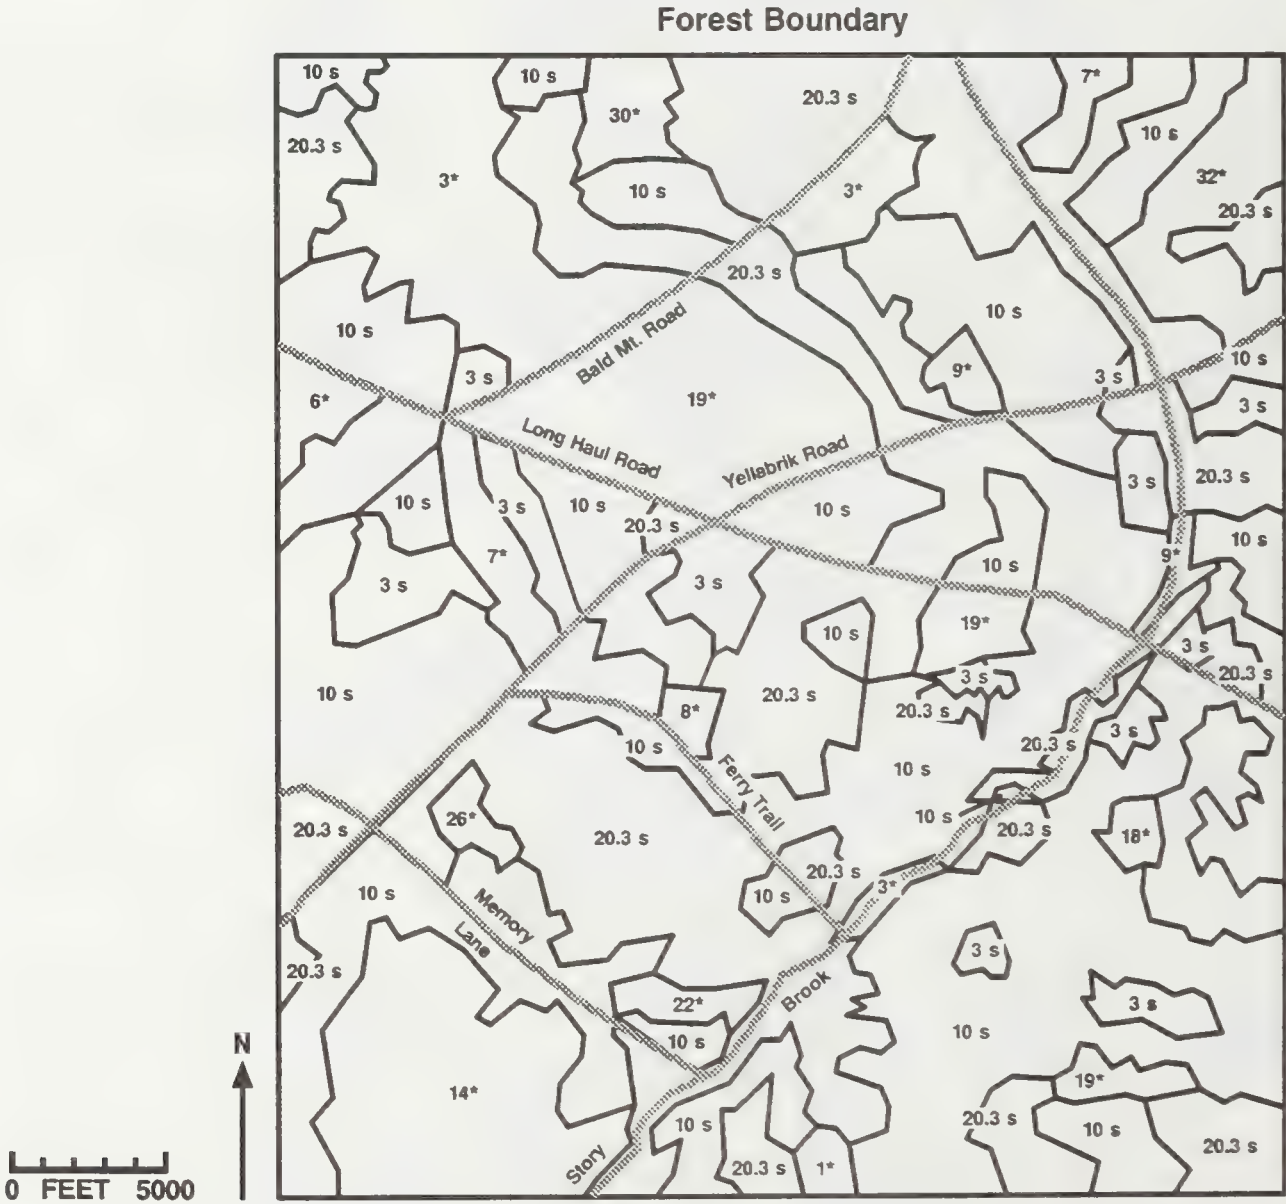 Forest Boundary
10 s
10 s
7*
20.3 s
30*
10 s
20.3 s
3*
10 s
3*
32*
20.3 s
20.3 s
10 s
10 s
Bald Mt. Road
10 s
3 s
9*
3 s
6*
19*
3 s
Long Haul Road
Yellabrik Road
20.3 s
3 s
10 s
3 s
10 s
10 s
20.3 s
10 s
7*
9*
3 s
3 s
10 s
10 s
19*
3 s
20.3 s
3 s
10 s
20.3 s
8*
20.3 s
3 s
20.3 s
10 s
Ferry Trail
10 s
10 s
20.3 s
26*
20.3 s
20.3 s
18*
20.3 s
10 s
10 s
3*
Memory
Lane
3 s
20.3 s
Brook
22*
3 s
10 s
10 s
N
14*
19*
10 s
20.3 s
10 s
20.3 s
Story
20.3 s
1*
0 FEET 5000